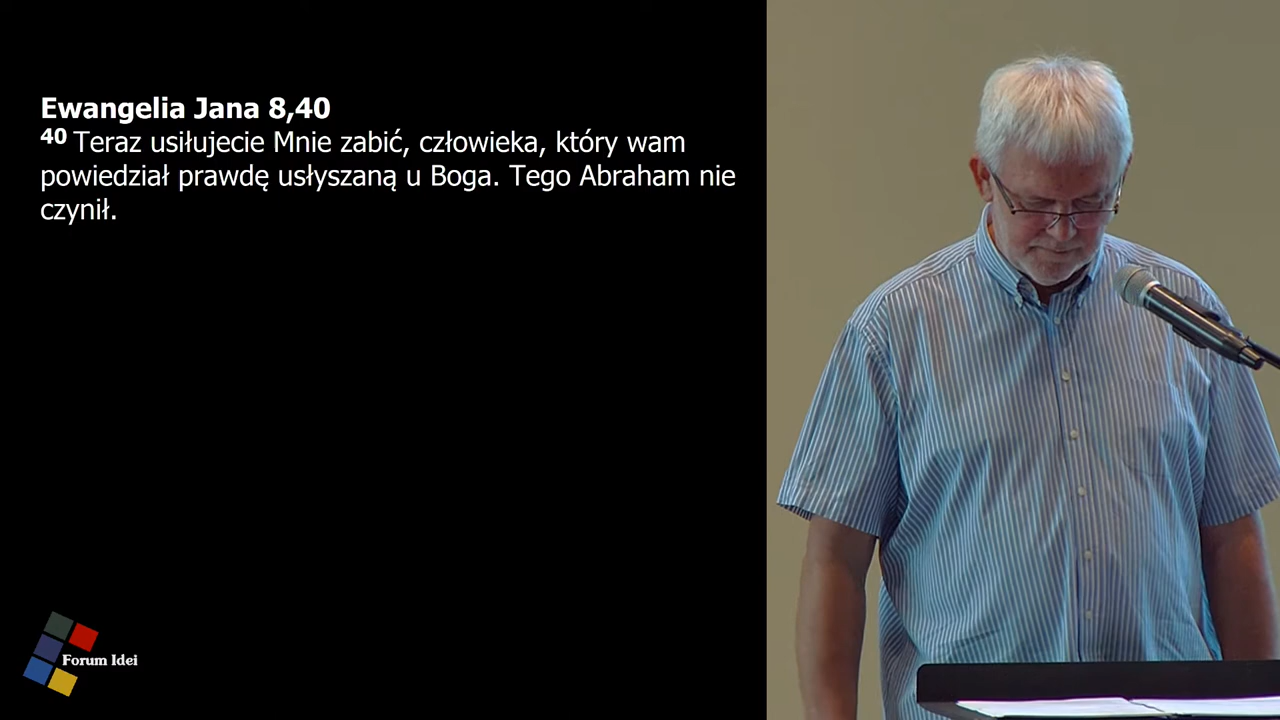 Ewangelia Jana 8,40
40 Teraz usiłujecie Mnie zabić, człowieka, który wam
powiedział prawdę usłyszaną u Boga. Tego Abraham nie
czynił.
Forum Idei